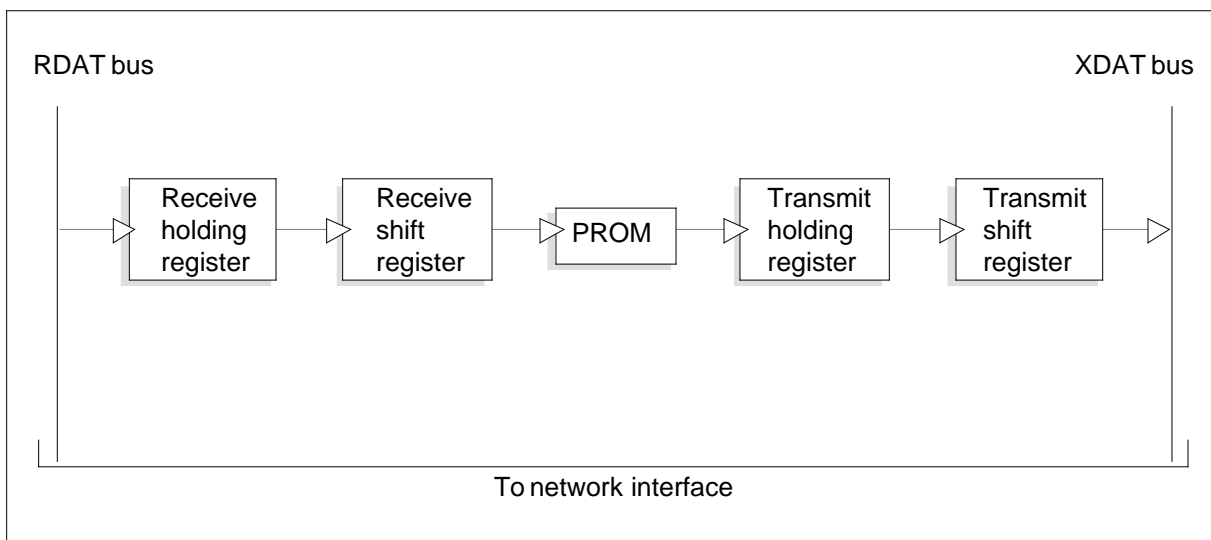 RDAT bus
XDAT bus
Receive
holding
register
Receive
shift
register
PROM
Transmit
holding
register
Transmit
shift
register
To network interface